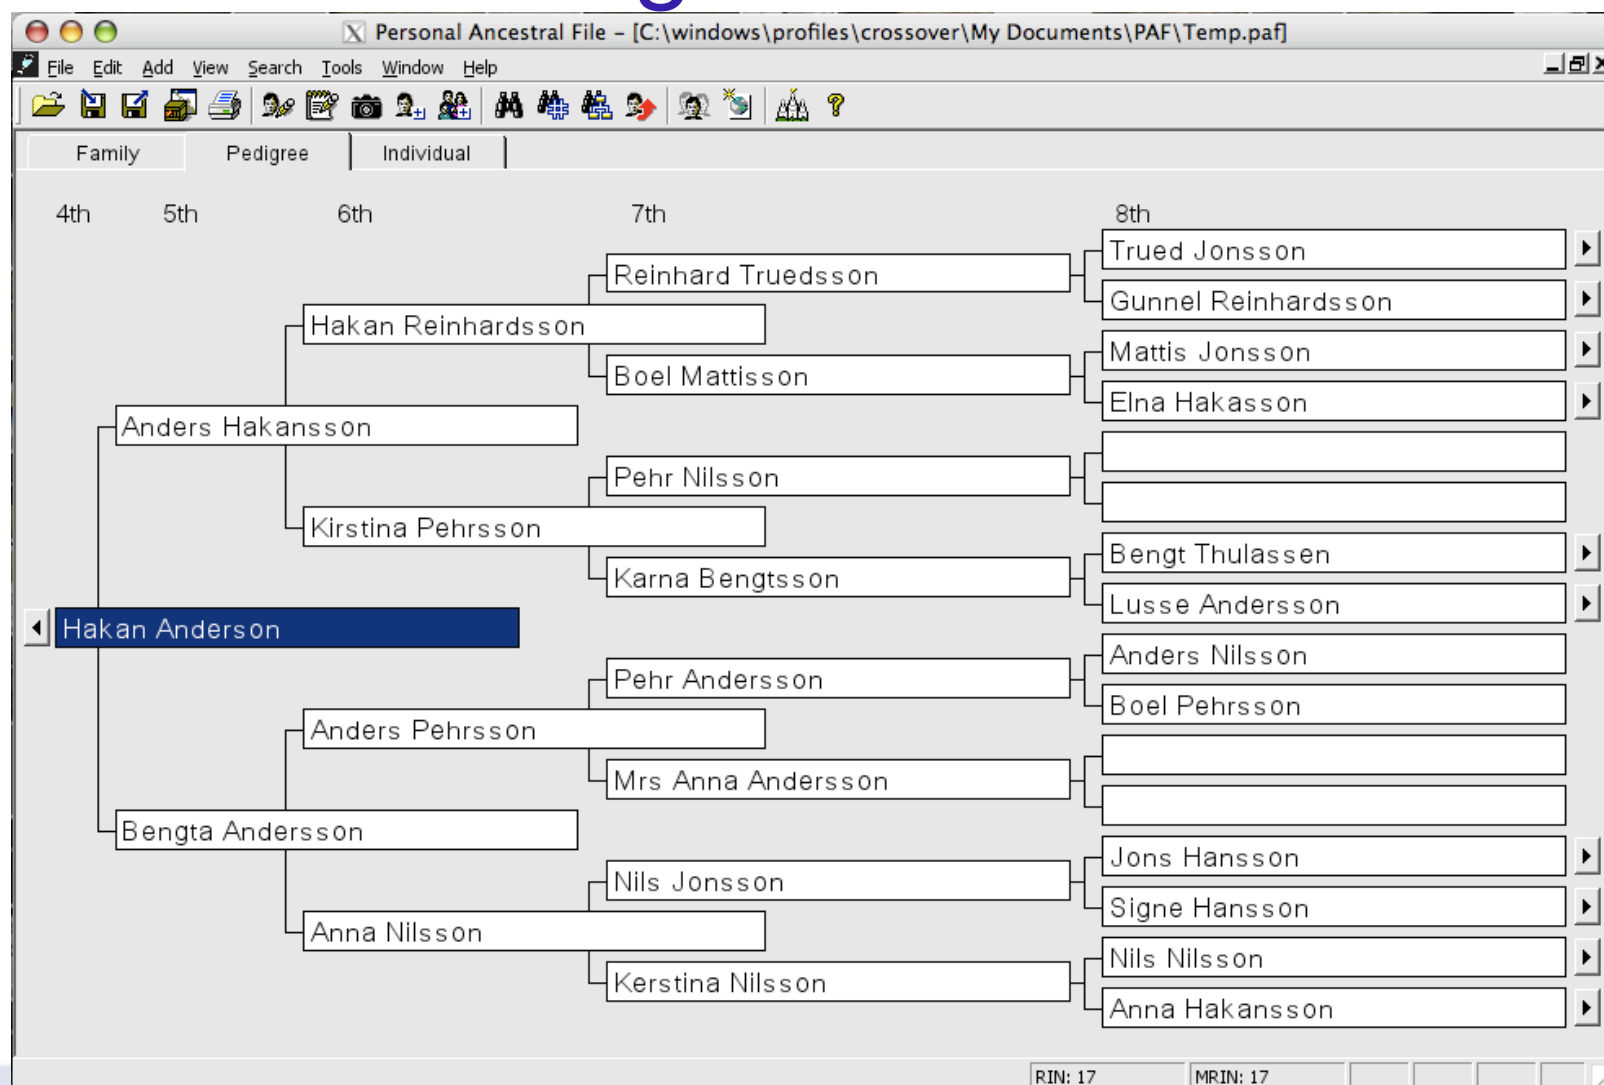 Personal Ancestral File – [C:\windows\profiles\crossover\My Documents\PAF\Temp.paf]
File Edit Add View Search Tools Window Help
Family Pedigree Individual
4th 5th 6th 7th 8th
Trued Jonsson
Reinhard Truedsson
Gunnel Reinhardsson
Hakan Reinhardsson
Mattis Jonsson
Boel Mattisson
Elna Hakasson
Anders Hakansson
Pehr Nilsson
Kirstina Pehrsson
Bengt Thulassen
Karna Bengtsson
Lusse Andersson
Hakan Anderson
Anders Nilsson
Pehr Andersson
Boel Pehrsson
Anders Pehrsson
Mrs Anna Andersson
Bengta Andersson
Jons Hansson
Nils Jonsson
Signe Hansson
Anna Nilsson
Nils Nilsson
Kerstina Nilsson
Anna Hakansson
RIN: 17 MRIN: 17